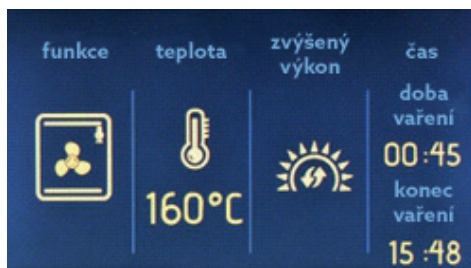 funkce
teplota
160°C
zvýšený
výkon
čas
doba
vaření
00:45
konec
vaření
15:48